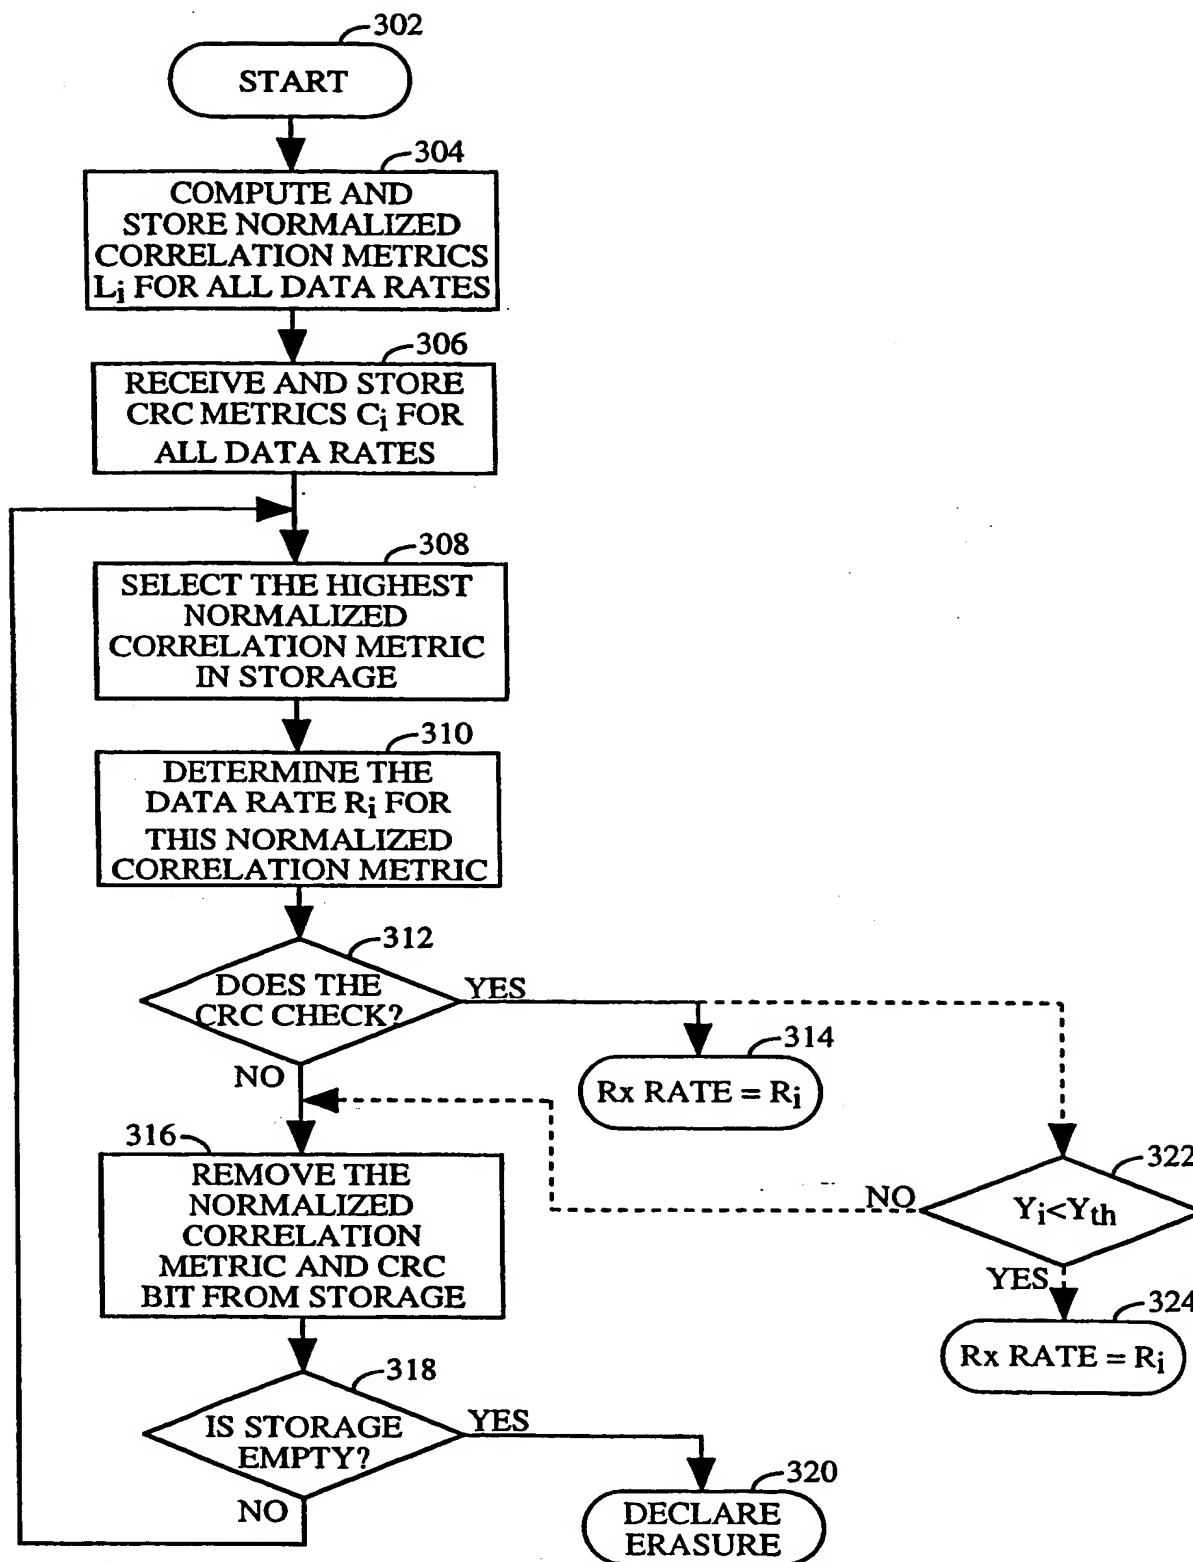 302
START
304
COMPUTE AND
STORE NORMALIZED
CORRELATION METRICS
Li FOR ALL DATA RATES
306
RECEIVE AND STORE
CRC METRICS Ci FOR
ALL DATA RATES
308
SELECT THE HIGHEST
NORMALIZED
CORRELATION METRIC
IN STORAGE
310
DETERMINE THE
DATA RATE Ri FOR
THIS NORMALIZED
CORRELATION METRIC
312
DOES THE
CRC CHECK?
YES
NO
314
Rx RATE = Ri
316
REMOVE THE
NORMALIZED
CORRELATION
METRIC AND CRC
BIT FROM STORAGE
322
Yi<Yth
NO
YES
324
Rx RATE = Ri
318
IS STORAGE
EMPTY?
YES
NO
320
DECLARE
ERASURE